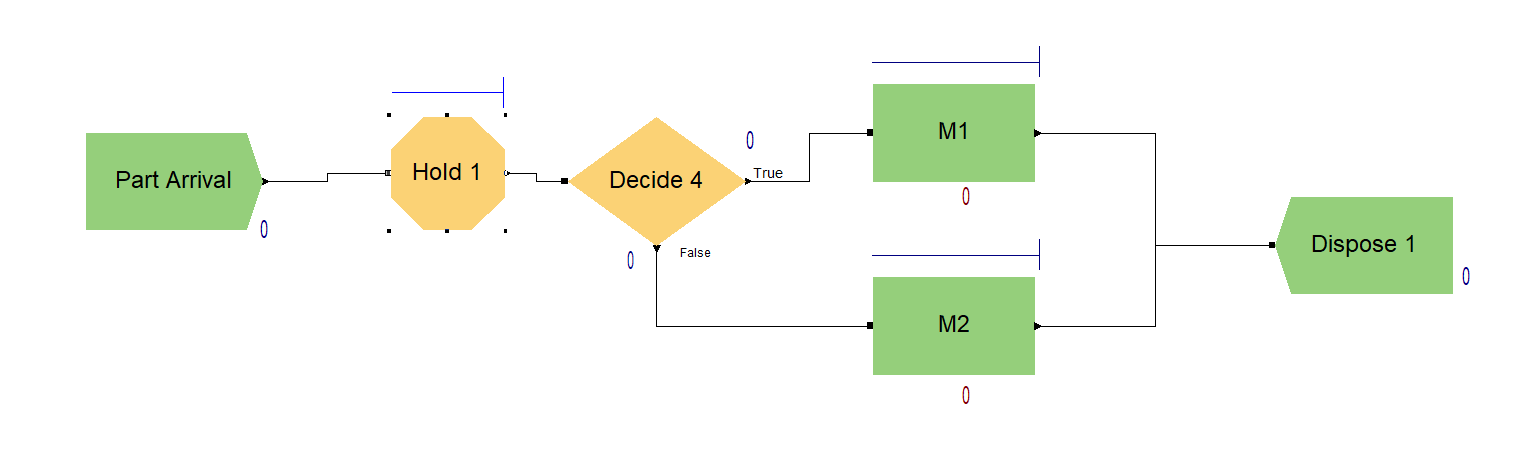 Part Arrival
0
Hold 1
Decide 4
0
True
0
False
M1
0
M2
0
Dispose 1
0